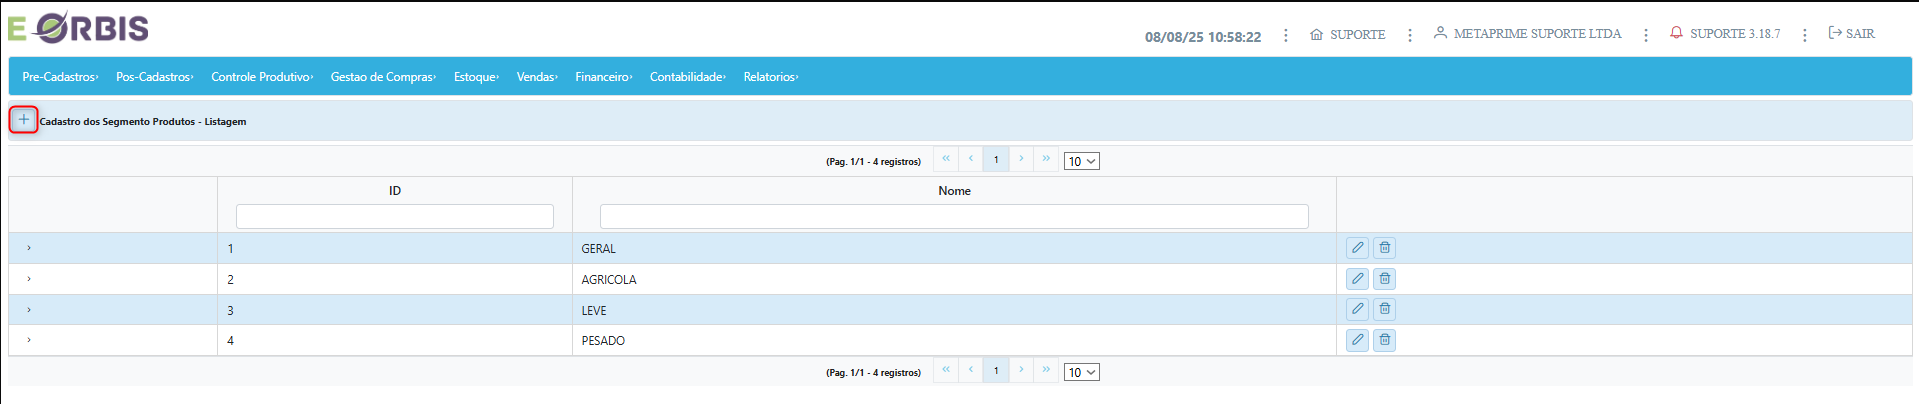 E ORBIS
08/08/25 10:58:22 SUPORTE METAPRIME SUPORTE LTDA SUPORTE 3.18.7 SAIR
Pre-Cadastros Pos-Cadastros Controle Produtivo Gestao de Compras Estoque Vendas Financeiro Contabilidade Relatorios
+ Cadastro dos Segmento Produtos - Listagem
(Pag. 1/1 - 4 registros) 1 10
ID Nome
1 GERAL
2 AGRICOLA
3 LEVE
4 PESADO
(Pag. 1/1 - 4 registros) 1 10